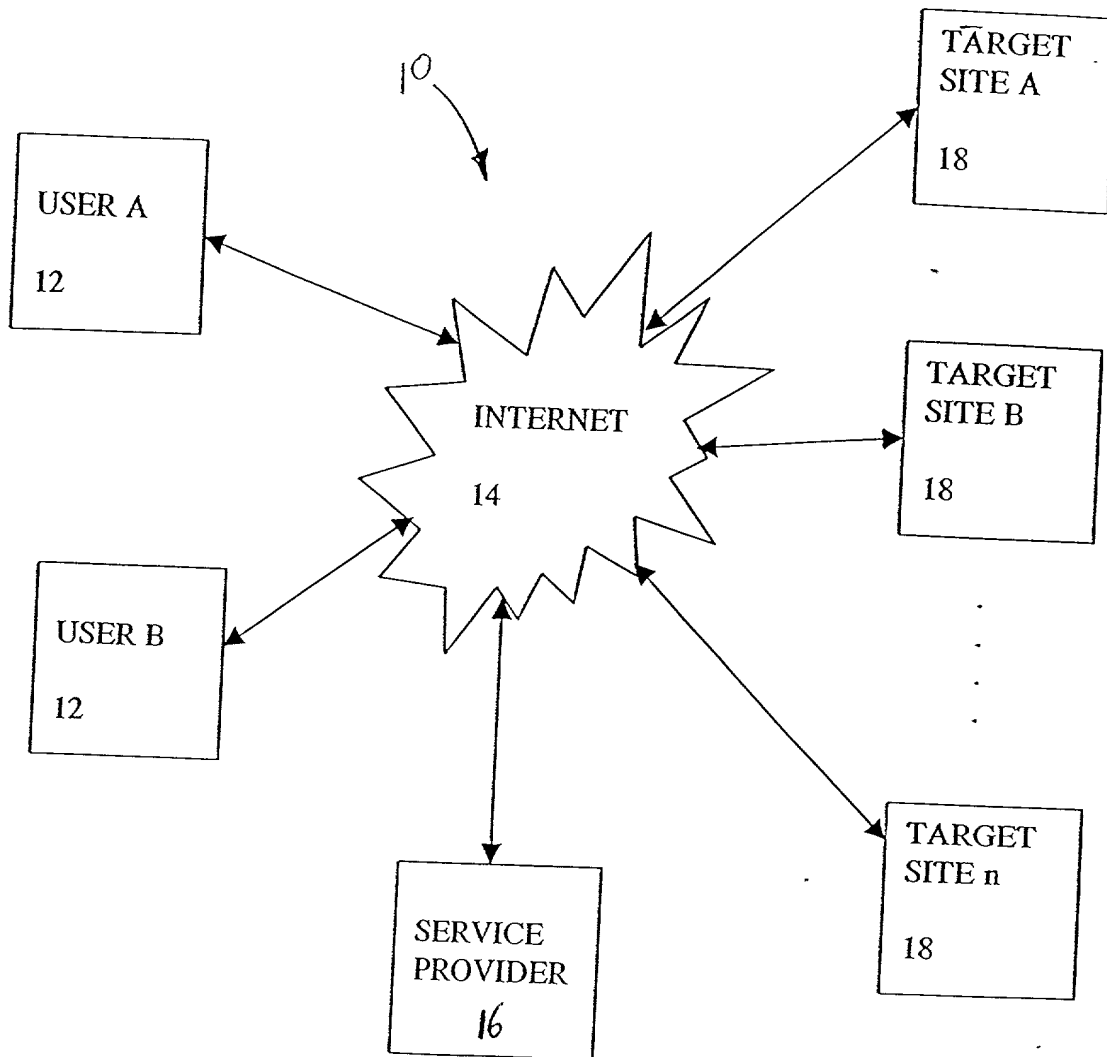 10
TARGET
SITE A
18
USER A
12
INTERNET
14
TARGET
SITE B
18
USER B
12
SERVICE
PROVIDER
16
TARGET
SITE n
18